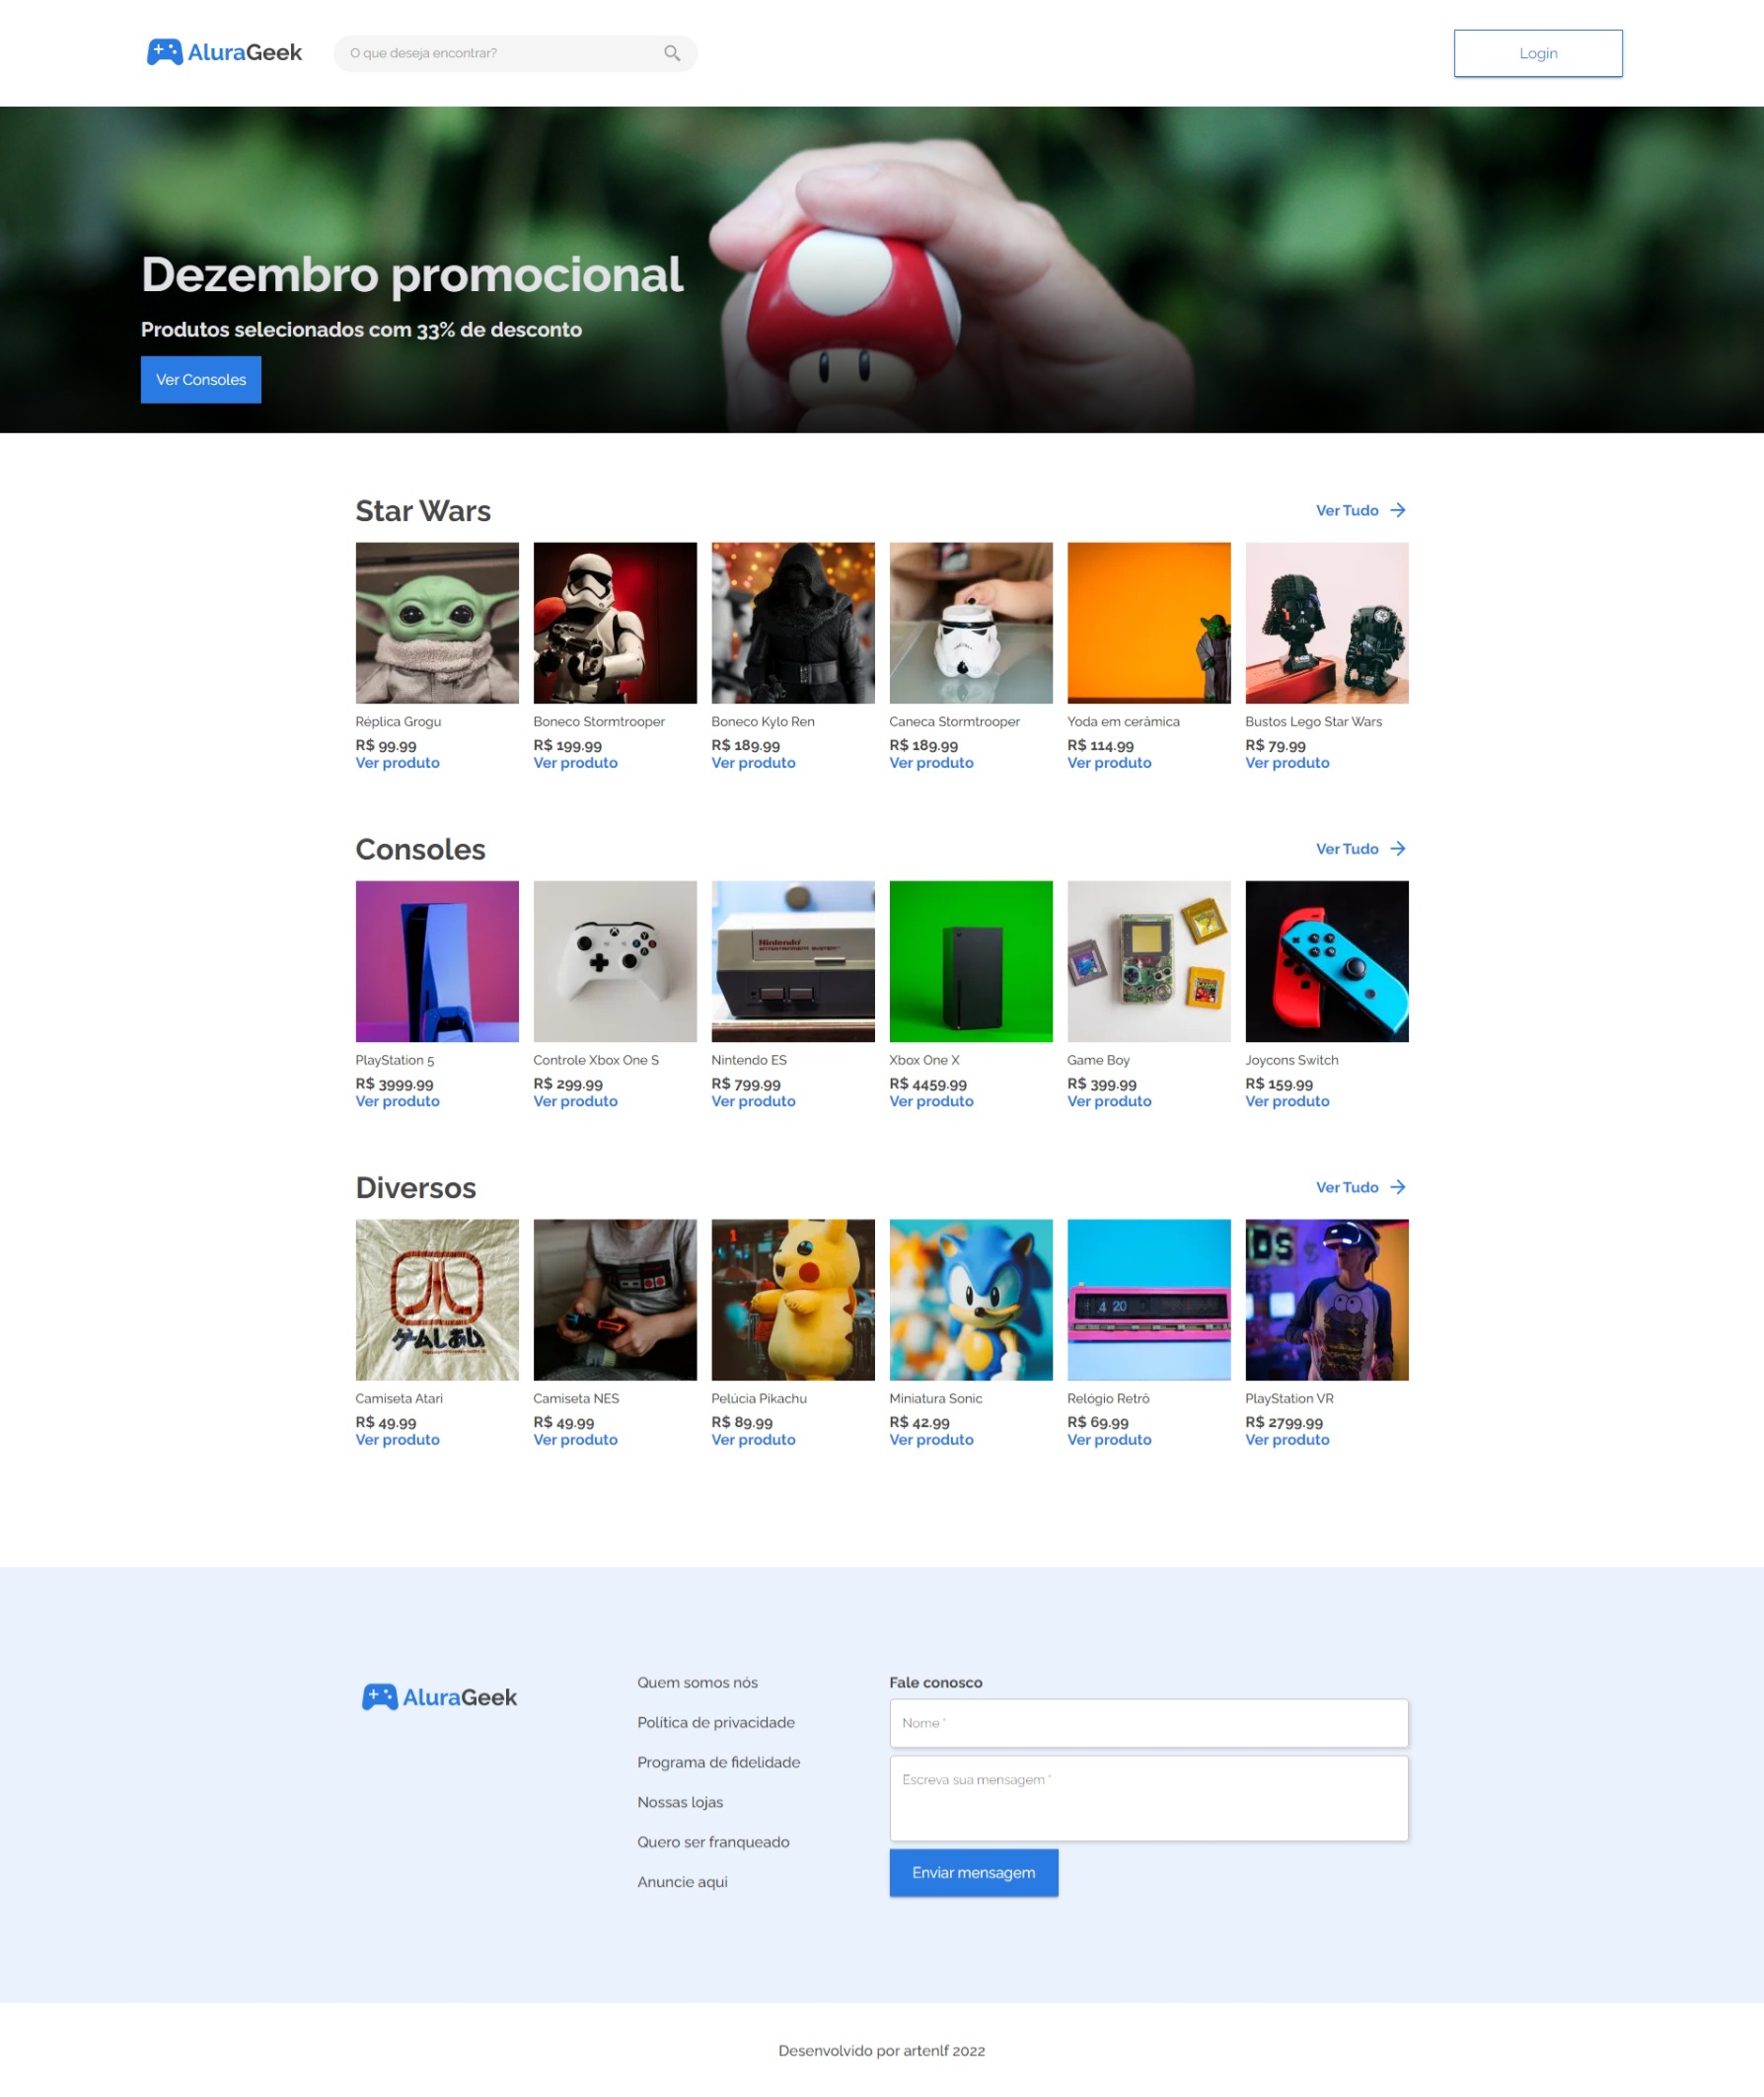 AluraGeek
O que deseja encontrar?
Login
Dezembro promocional
Produtos selecionados com 33% de desconto
Ver Consoles
Star Wars
Ver Tudo
Réplica Grogu
R$ 99.99
Ver produto
Boneco Stormtrooper
R$ 199.99
Ver produto
Boneco Kylo Ren
R$ 189.99
Ver produto
Caneca Stormtrooper
R$ 189.99
Ver produto
Yoda em cerâmica
R$ 114.99
Ver produto
Bustos Lego Star Wars
R$ 79.99
Ver produto
Consoles
Ver Tudo
Nintendo
ENTERTAINMENT SYSTEM
PlayStation 5
R$ 3999.99
Ver produto
Controle Xbox One S
R$ 299.99
Ver produto
Nintendo ES
R$ 799.99
Ver produto
Xbox One X
R$ 4459.99
Ver produto
Game Boy
R$ 399.99
Ver produto
Joycons Switch
R$ 159.99
Ver produto
Diversos
Ver Tudo
1
4 20
Camiseta Atari
R$ 49.99
Ver produto
Camiseta NES
R$ 49.99
Ver produto
Pelúcia Pikachu
R$ 89.99
Ver produto
Miniatura Sonic
R$ 42.99
Ver produto
Relógio Retrô
R$ 69.99
Ver produto
PlayStation VR
R$ 2799.99
Ver produto
AluraGeek
Quem somos nós
Política de privacidade
Programa de fidelidade
Nossas lojas
Quero ser franqueado
Anuncie aqui
Fale conosco
Nome *
Escreva sua mensagem *
Enviar mensagem
Desenvolvido por artenlf 2022